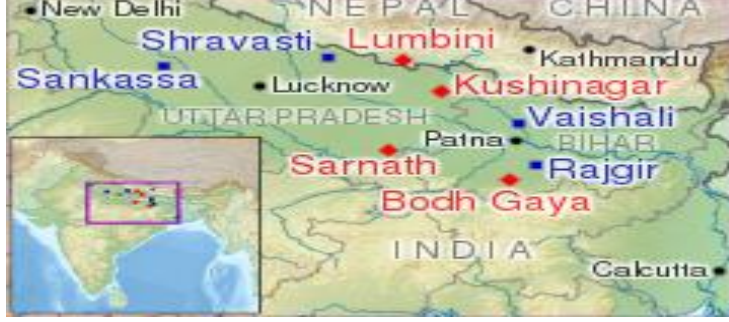 New Delhi
NEPAL
CHINA
Shravasti
Lumbini
Kathmandu
Sankassa
Lucknow
Kushinagar
UTTAR PRADESH
Vaishali
Patna
BIHAR
Sarnath
Rajgir
Bodh Gaya
INDIA
Calcutta